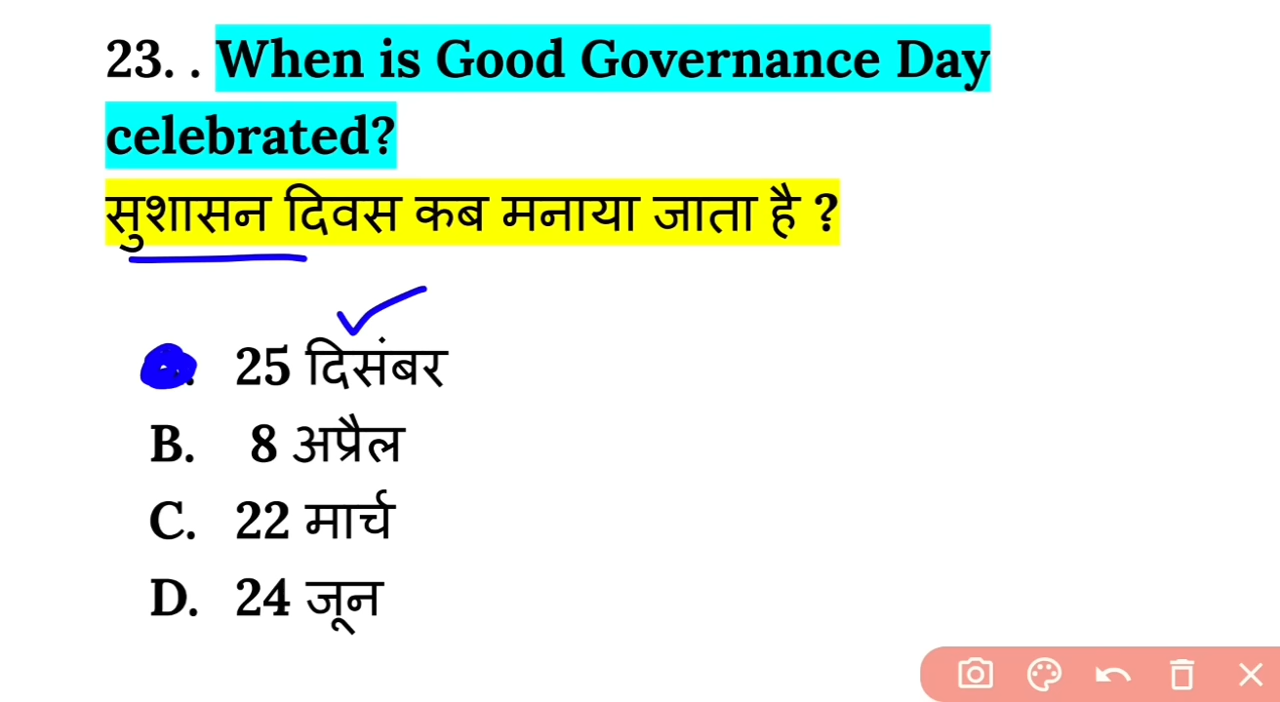 23. . When is Good Governance Day
celebrated?
सुशासन दिवस कब मनाया जाता है ?
25 दिसंबर
B. 8 अप्रैल
C. 22 मार्च
D. 24 जून